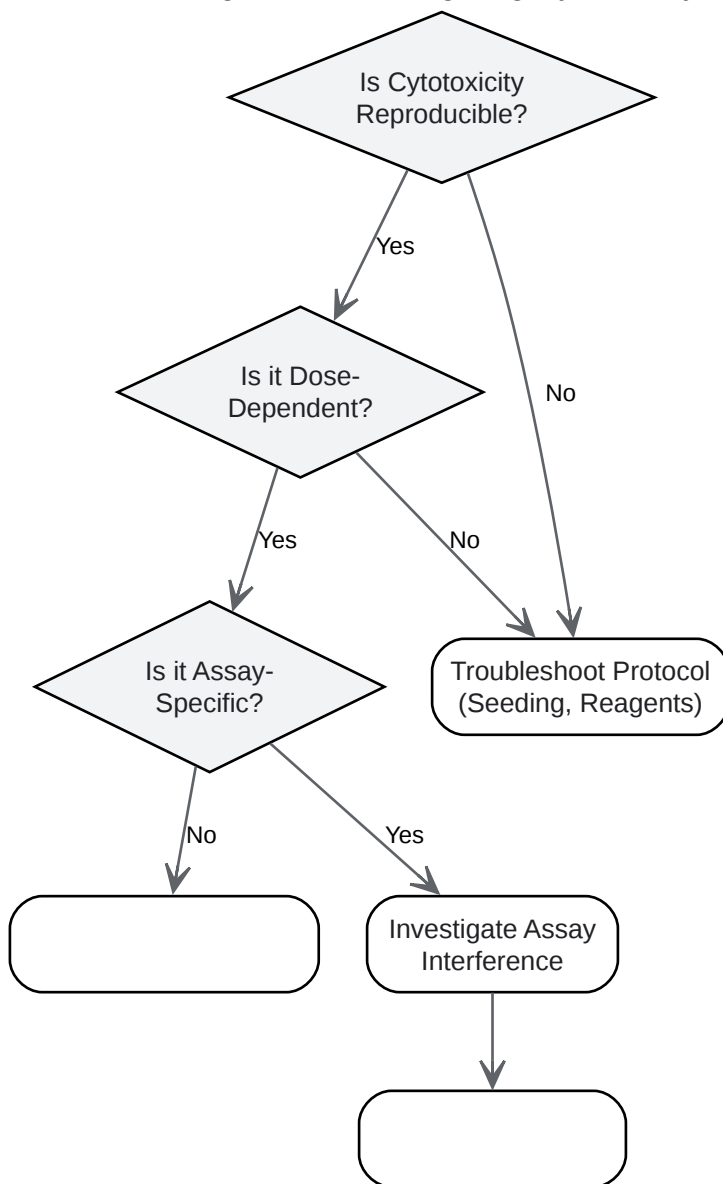 Is Cytotoxicity
Reproducible?
Yes
Is it Dose-
Dependent?
No
Yes
No
Is it Assay-
Specific?
Troubleshoot Protocol
(Seeding, Reagents)
No
Yes
Investigate Assay
Interference